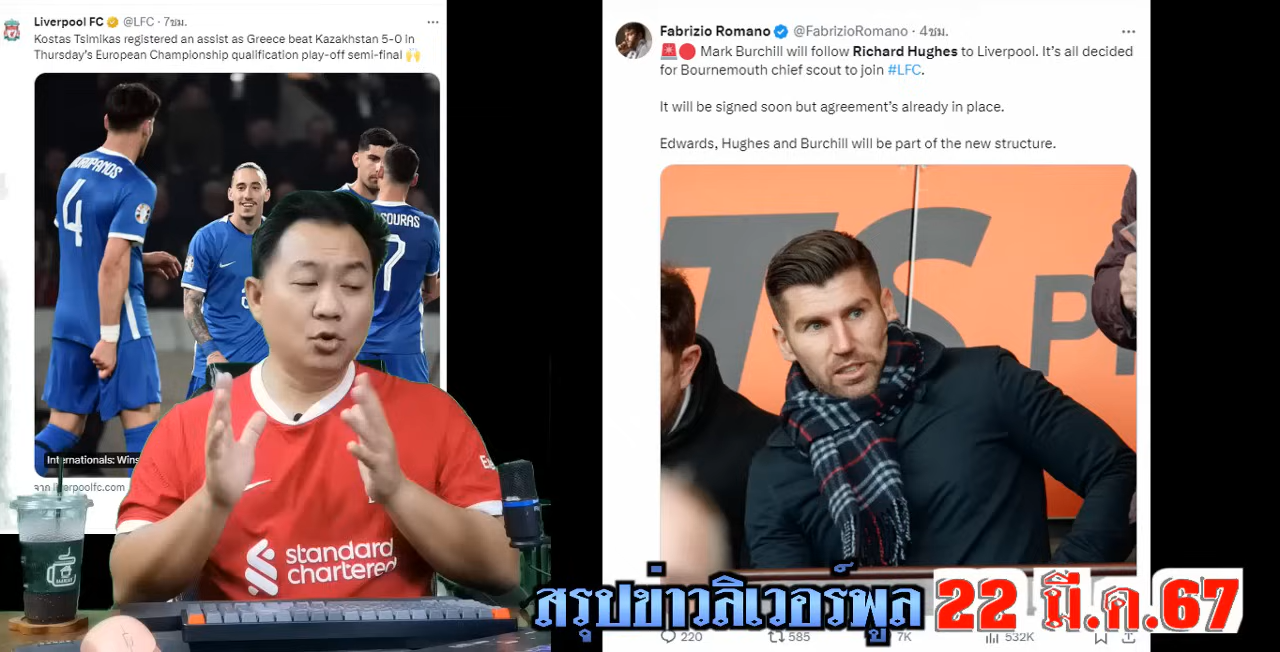 Liverpool FC @LFC · 7ชม.
Kostas Tsimikas registered an assist as Greece beat Kazakhstan 5-0 in
Thursday's European Championship qualification play-off semi-final 🙌
4
SOURAS
7
Internationals: Wins
จาก liverpoolfc.com
standard
chartered
Fabrizio Romano @FabrizioRomano · 4ชม.
🚨🔴 Mark Burchill will follow Richard Hughes to Liverpool. It's all decided
for Bournemouth chief scout to join #LFC.
It will be signed soon but agreement's already in place.
Edwards, Hughes and Burchill will be part of the new structure.
TS P
สรุปข่าวลิเวอร์พูล 22 มี.ค.67
220 585 7K 532K